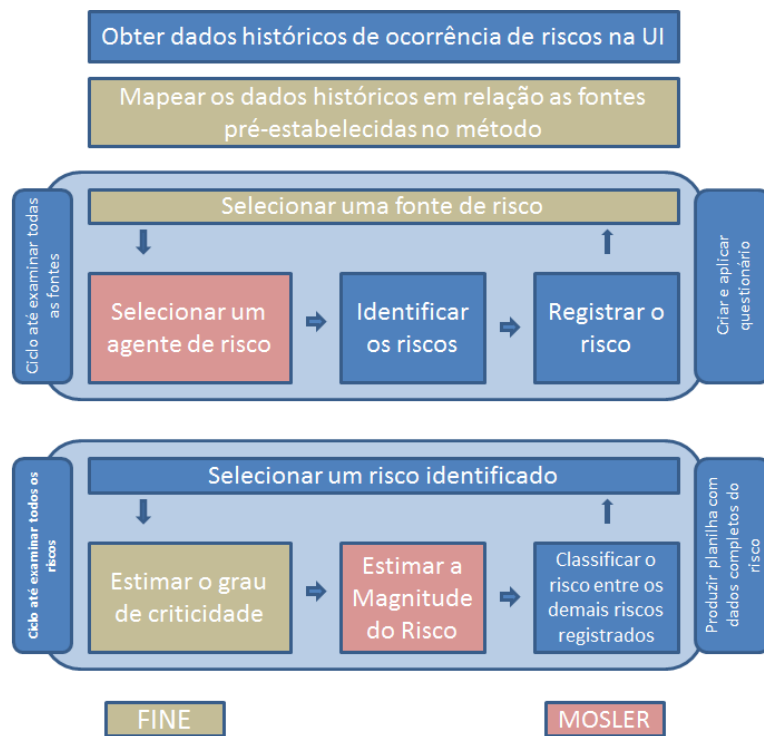 Obter dados históricos de ocorrência de riscos na UI
Mapear os dados históricos em relação as fontes
pré-estabelecidas no método
Ciclo até examinar todas
as fontes
Selecionar uma fonte de risco
Selecionar um
agente de risco
Identificar
os riscos
Registrar o
risco
Criar e aplicar
questionário
Ciclo até examinar todos os
riscos
Selecionar um risco identificado
Estimar o grau
de criticidade
Estimar a
Magnitude
do Risco
Classificar o
risco entre os
demais riscos
registrados
Produzir planilha com
dados completos do
risco
FINE
MOSLER